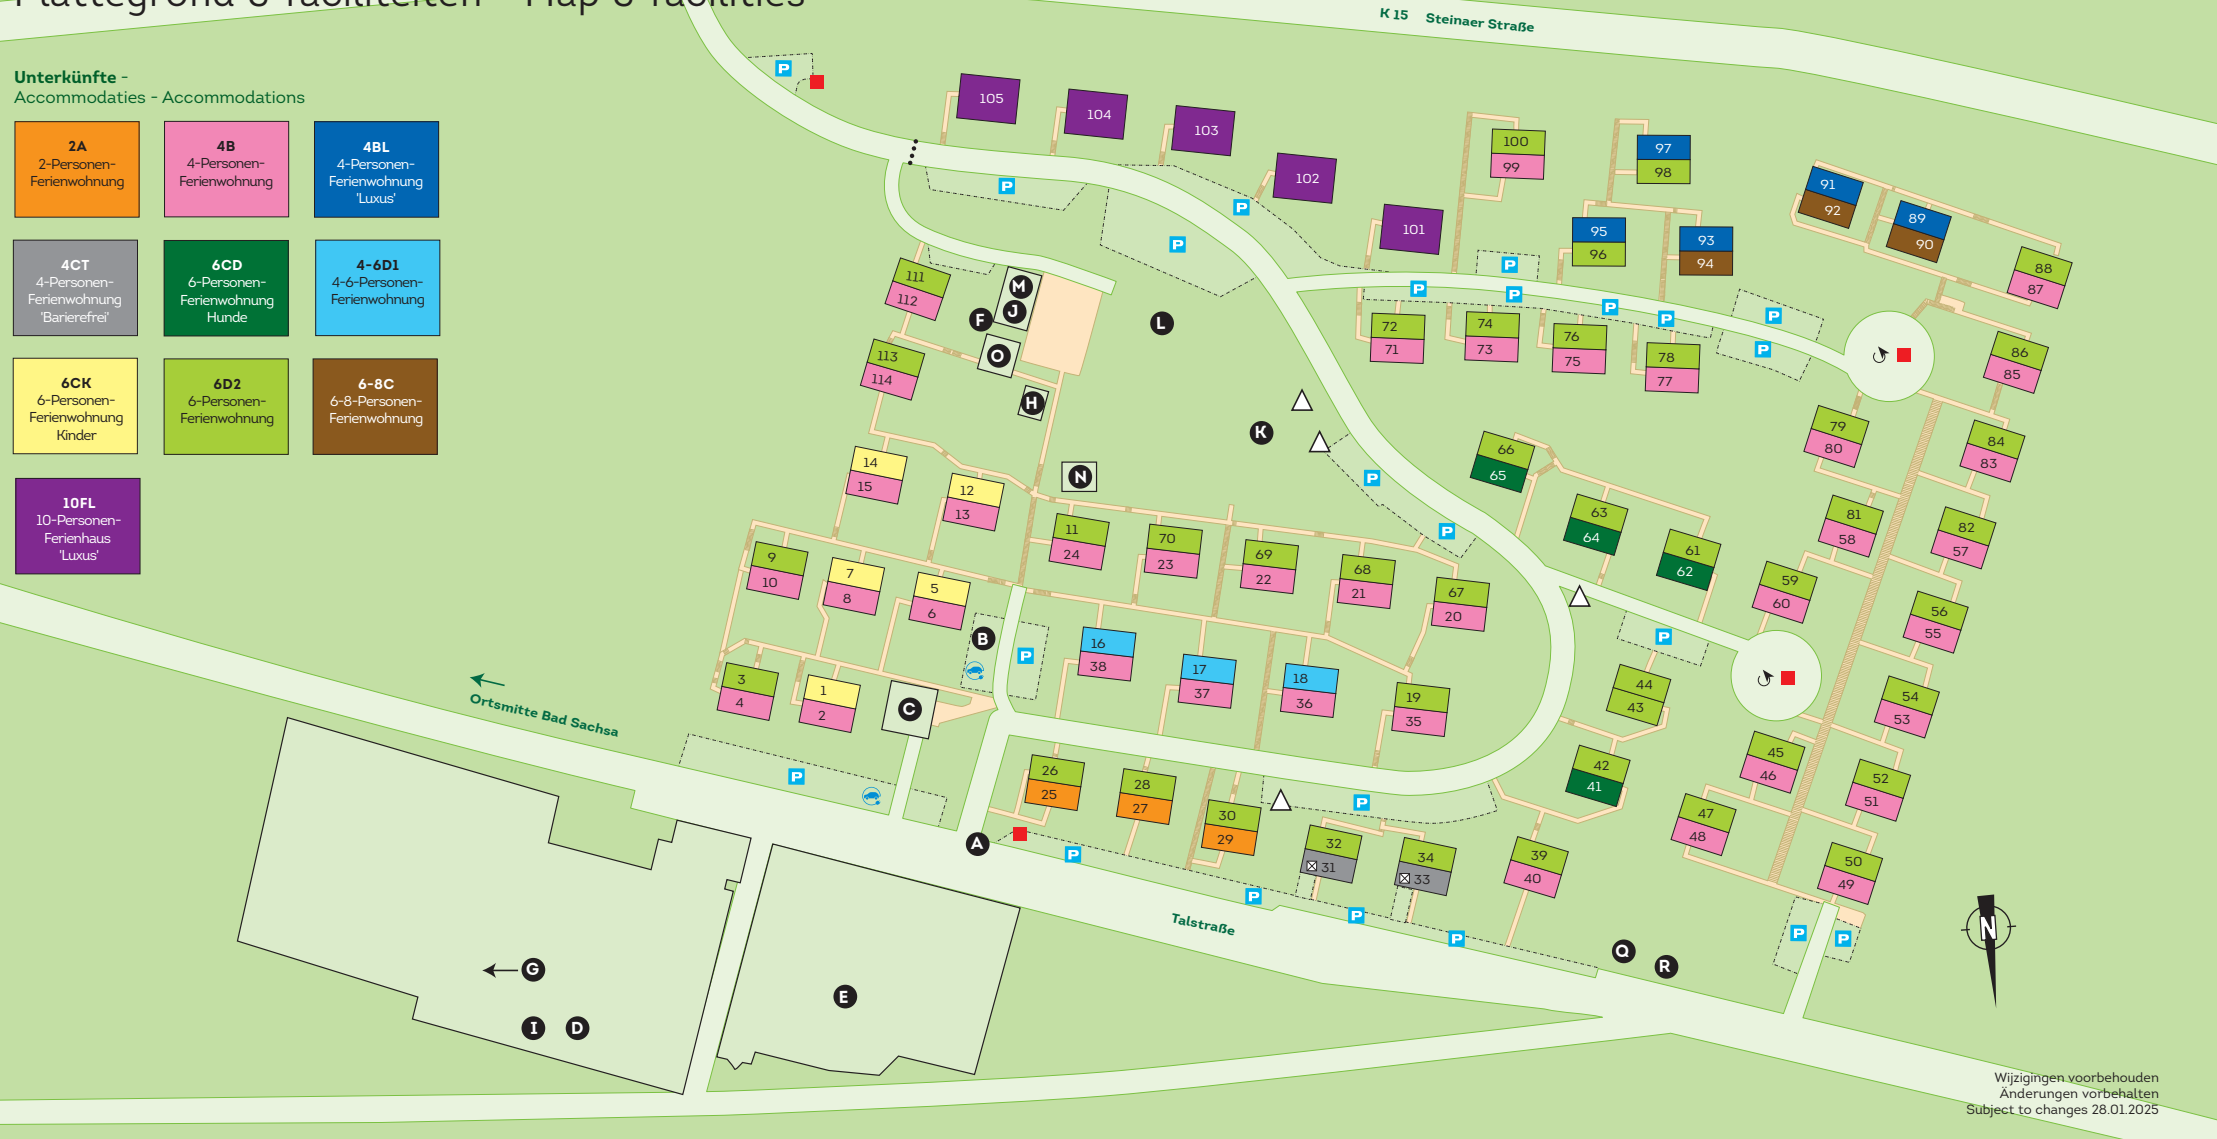 Plattegrond & faciliteiten - Map & facilities
K 15 Steinaer Straße
Unterkünfte -
Accommodaties - Accommodations
2A
2-Personen-
Ferienwohnung
4B
4-Personen-
Ferienwohnung
4BL
4-Personen-
Ferienwohnung
'Luxus'
4CT
4-Personen-
Ferienwohnung
'Barierefrei'
6CD
6-Personen-
Ferienwohnung
Hunde
4-6D1
4-6-Personen-
Ferienwohnung
6CK
6-Personen-
Ferienwohnung
Kinder
6D2
6-Personen-
Ferienwohnung
6-8C
6-8-Personen-
Ferienwohnung
10FL
10-Personen-
Ferienhaus
'Luxus'
P
105
104
103
102
101
P
P
P
100
99
97
98
95
96
93
94
91
92
89
90
88
87
86
85
84
83
82
57
56
55
54
53
52
51
50
49
P
P
P
P
P
P
P
72
71
74
73
76
75
78
77
79
80
81
58
59
60
66
65
63
64
61
62
P
44
43
42
41
45
46
47
48
111
112
113
114
M
J
F
O
H
L
K
N
P
P
14
15
12
13
11
24
70
23
69
22
68
21
67
20
9
10
7
8
5
6
B
P
16
38
17
37
18
36
19
35
3
4
1
2
C
Ortsmitte Bad Sachsa
P
26
25
28
27
30
29
32
31
34
33
39
40
P
A
P
P
P
P
Talstraße
Q
R
P
P
N
G
I
D
E
Wijzigingen voorbehouden
Änderungen vorbehalten
Subject to changes 28.01.2025